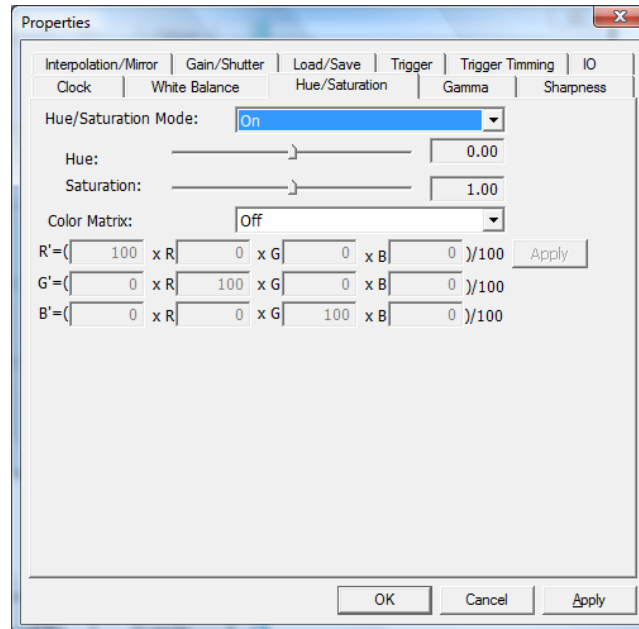 Properties
Interpolation/Mirror Gain/Shutter Load/Save Trigger Trigger Timming IO
Clock White Balance Hue/Saturation Gamma Sharpness
Hue/Saturation Mode: On
Hue: 0.00
Saturation: 1.00
Color Matrix: Off
R'=( 100 x R 0 x G 0 x B 0 )/100 Apply
G'=( 0 x R 100 x G 0 x B 0 )/100
B'=( 0 x R 0 x G 100 x B 0 )/100
OK Cancel Apply